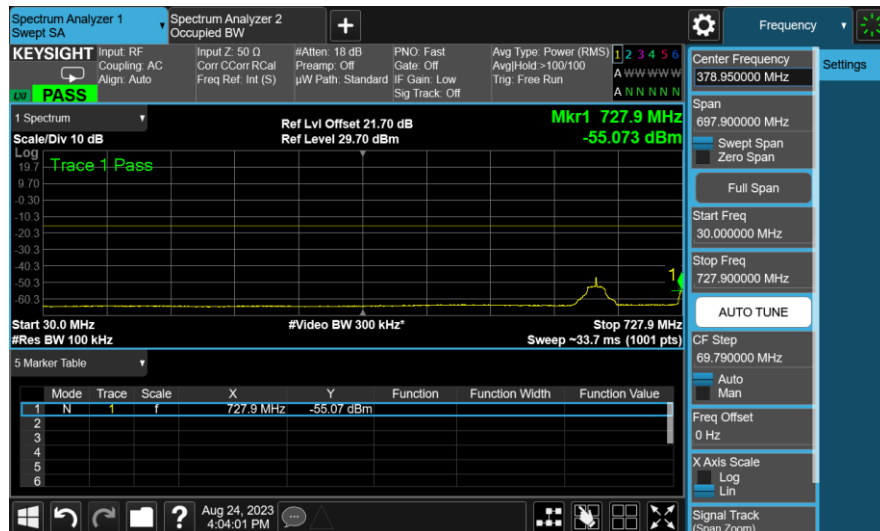 Spectrum Analyzer 1
Swept SA
Spectrum Analyzer 2
Occupied BW
+
Frequency
KEYSIGHT
LXI
PASS
Input: RF
Coupling: AC
Align: Auto
Input Z: 50 Ω
Corr CCorr RCal
Freq Ref: Int (S)
#Atten: 18 dB
Preamp: Off
µW Path: Standard
PNO: Fast
Gate: Off
IF Gain: Low
Sig Track: Off
Avg Type: Power (RMS)
Avg|Hold:>100/100
Trig: Free Run
1 2 3 4 5 6
A W W W W W
A N N N N N
1 Spectrum
Scale/Div 10 dB
Ref Lvl Offset 21.70 dB
Ref Level 29.70 dBm
Mkr1 727.9 MHz
-55.073 dBm
Log
Trace 1 Pass
19.7
9.70
-0.30
-10.3
-20.3
-30.3
-40.3
-50.3
-60.3
1
Start 30.0 MHz
#Video BW 300 kHz*
Stop 727.9 MHz
#Res BW 100 kHz
Sweep ~33.7 ms (1001 pts)
5 Marker Table
Mode Trace Scale X Y Function Function Width Function Value
1 N 1 f 727.9 MHz -55.07 dBm
2
3
4
5
6
Settings
Center Frequency
378.950000 MHz
Span
697.900000 MHz
Swept Span
Zero Span
Full Span
Start Freq
30.000000 MHz
Stop Freq
727.900000 MHz
AUTO TUNE
CF Step
69.790000 MHz
Auto
Man
Freq Offset
0 Hz
X Axis Scale
Log
Lin
Signal Track
(Span Zoom)
?
Aug 24, 2023
4:04:01 PM